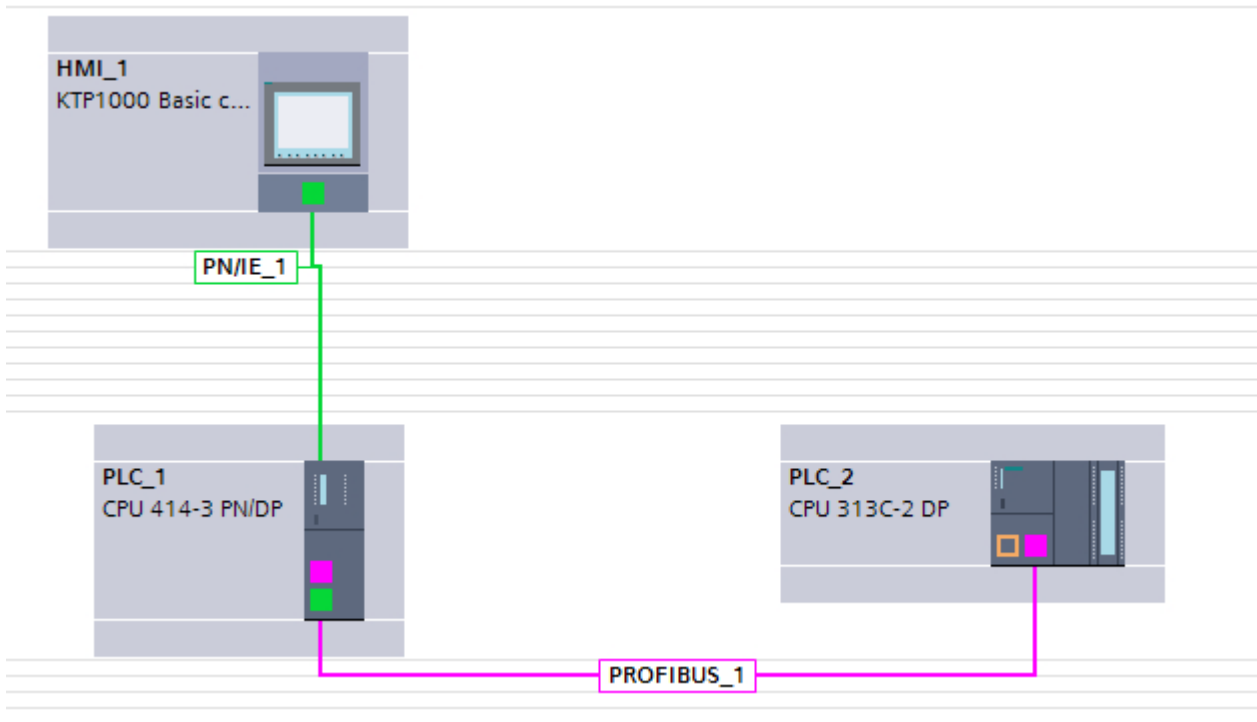 HMI_1
KTP1000 Basic c...
PN/IE_1
PLC_1
CPU 414-3 PN/DP
PLC_2
CPU 313C-2 DP
PROFIBUS_1